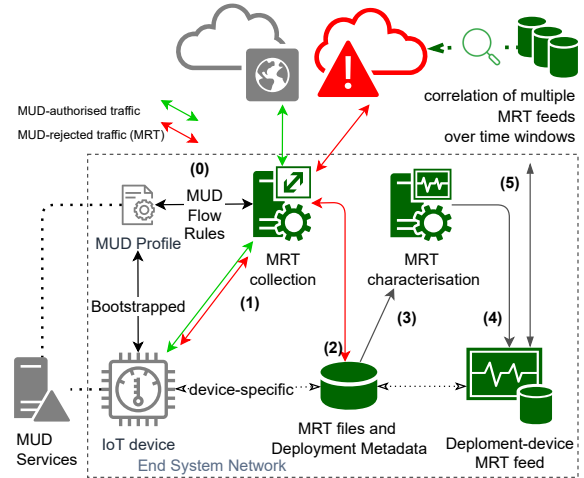 MUD-authorised traffic
MUD-rejected traffic (MRT)
correlation of multiple
MRT feeds
over time windows
(0)
MUD
Flow
Rules
MUD Profile
MRT
collection
MRT
characterisation
(5)
Bootstrapped
(1)
(2)
(3)
(4)
device-specific
MUD
Services
IoT device
MRT files and
Deployment Metadata
Deploment-device
MRT feed
End System Network